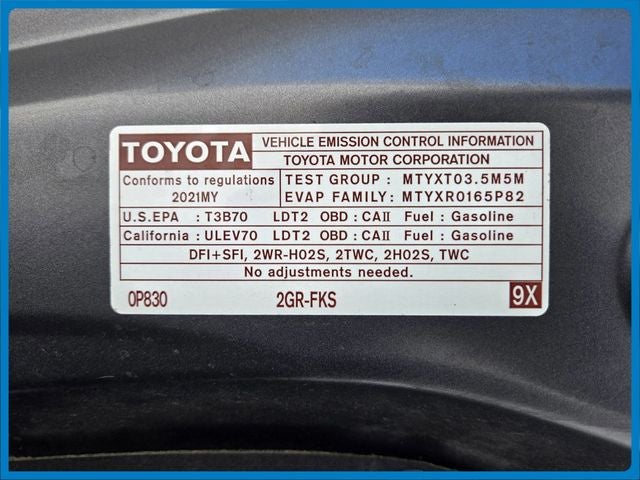 TOYOTA VEHICLE EMISSION CONTROL INFORMATION
TOYOTA MOTOR CORPORATION
Conforms to regulations TEST GROUP : MTYXT03.5M5M
2021MY EVAP FAMILY: MTYXR0165P82
U.S.EPA : T3B70 LDT2 OBD : CAII Fuel : Gasoline
California : ULEV70 LDT2 OBD : CAII Fuel : Gasoline
DFI+SFI, 2WR-HO2S, 2TWC, 2HO2S, TWC
No adjustments needed.
0P830 2GR-FKS 9X